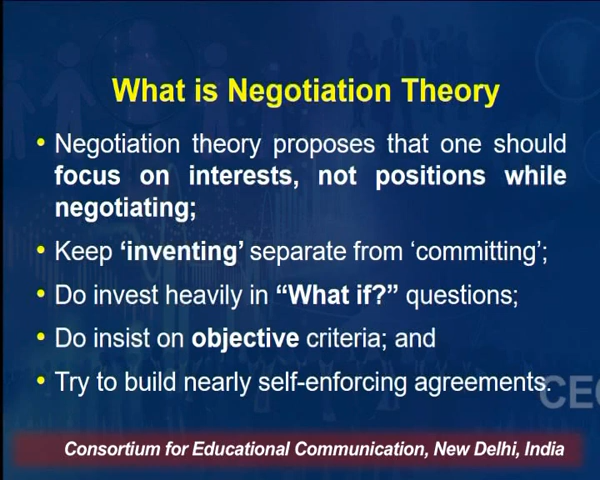 What is Negotiation Theory
• Negotiation theory proposes that one should
focus on interests, not positions while
negotiating;
• Keep ‘inventing’ separate from ‘committing’;
• Do invest heavily in “What if?” questions;
• Do insist on objective criteria; and
• Try to build nearly self-enforcing agreements.
CEC
Consortium for Educational Communication, New Delhi, India